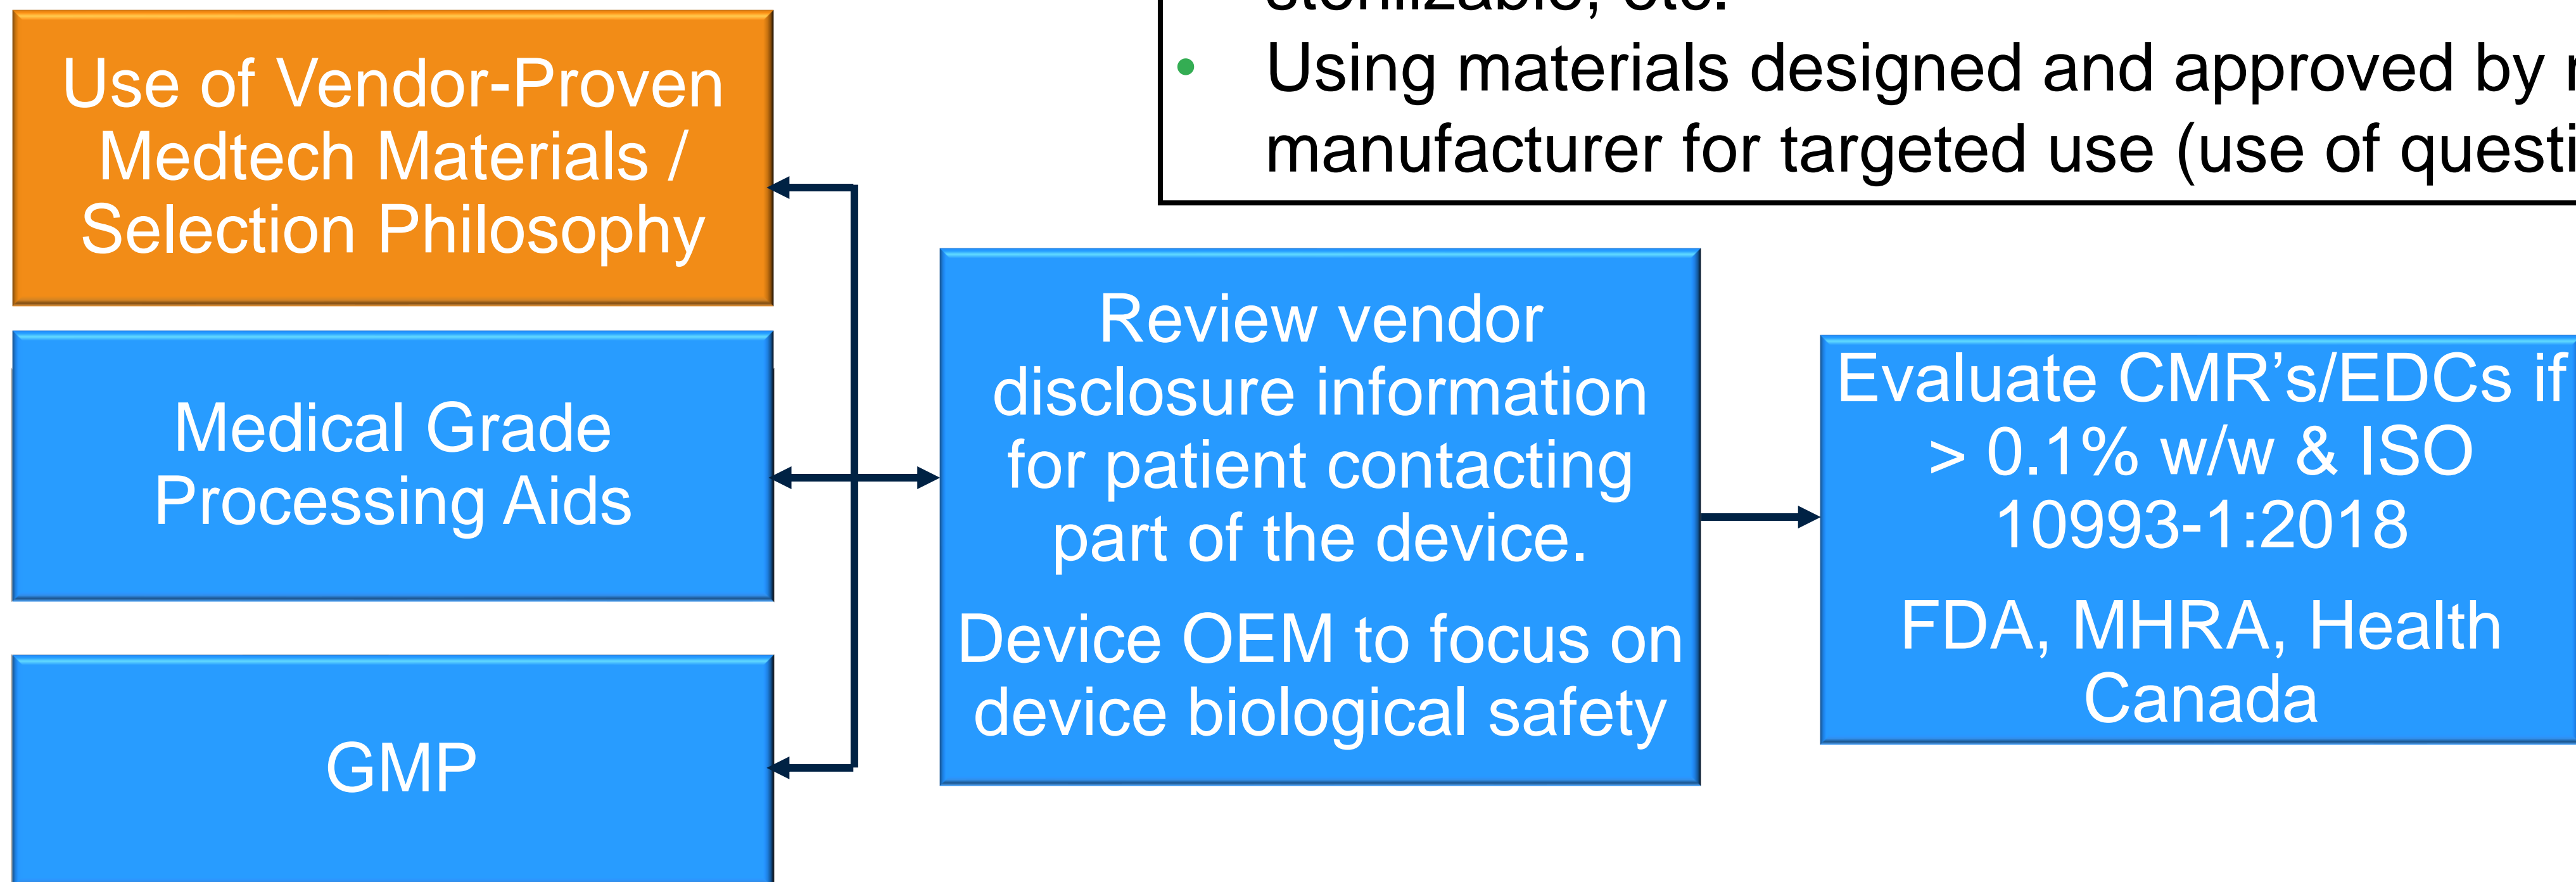 sterilizable, etc.
• Using materials designed and approved by
manufacturer for targeted use (use of
Use of Vendor-Proven
Medtech Materials /
Selection Philosophy
Medical Grade
Processing Aids
GMP
Review vendor
disclosure information
for patient contacting
part of the device.
Device OEM to focus on
device biological safety
Evaluate CMR's/EDCs if
> 0.1% w/w & ISO
10993-1:2018
FDA, MHRA, Health
Canada